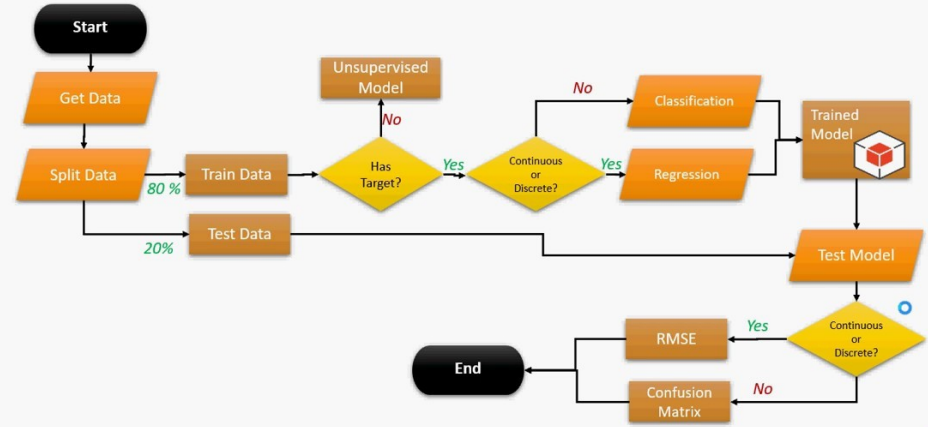 Start
Get Data
Split Data
80 %
20%
Train Data
Test Data
Unsupervised
Model
No
Has
Target?
Yes
Continuous
or
Discrete?
No
Yes
Classification
Regression
Trained
Model
Test Model
Continuous
or
Discrete?
Yes
No
RMSE
Confusion
Matrix
End